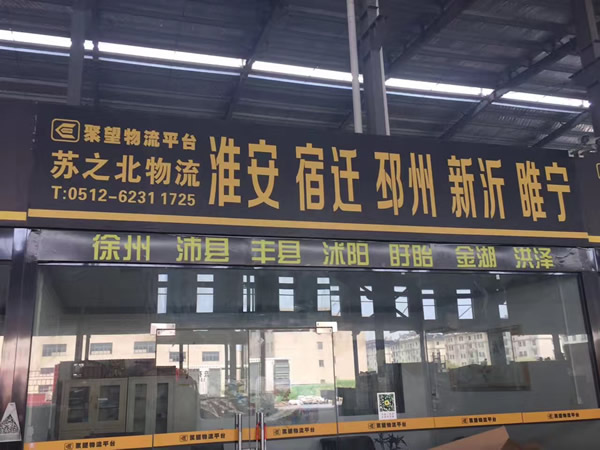 聚望物流平台
苏之北物流
T:0512-6231 1725
淮安 宿迁 邳州 新沂 睢宁
徐州 沛县 丰县 沭阳 盱眙 金湖 洪泽
聚望物流平台 聚望物流平台 聚望物流平台 聚望物流平台